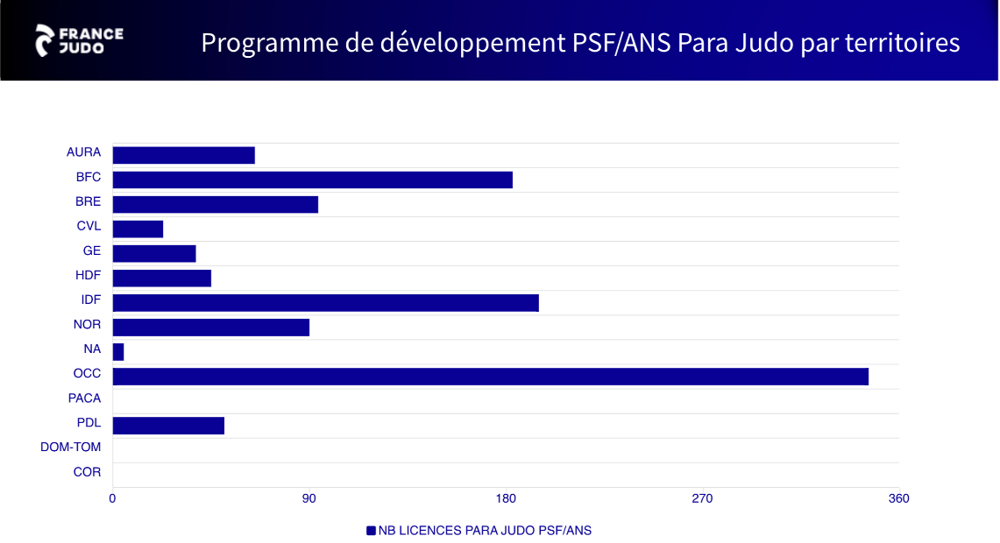 FRANCE
JUDO
Programme de développement PSF/ANS Para Judo par territoires
AURA
BFC
BRE
CVL
GE
HDF
IDF
NOR
NA
OCC
PACA
PDL
DOM-TOM
COR
0 90 180 270 360
NB LICENCES PARA JUDO PSF/ANS